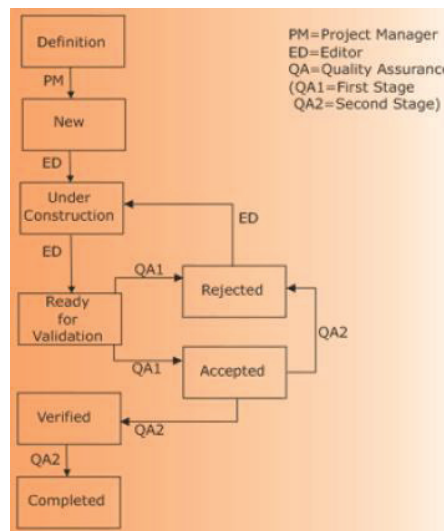 Definition
PM=Project Manager
ED=Editor
QA=Quality Assurance
(QA1=First Stage
QA2=Second Stage)
PM
New
ED
Under
Construction
ED
ED
QA1
Rejected
Ready
for
Validation
QA2
QA1
Accepted
Verified
QA2
QA2
Completed